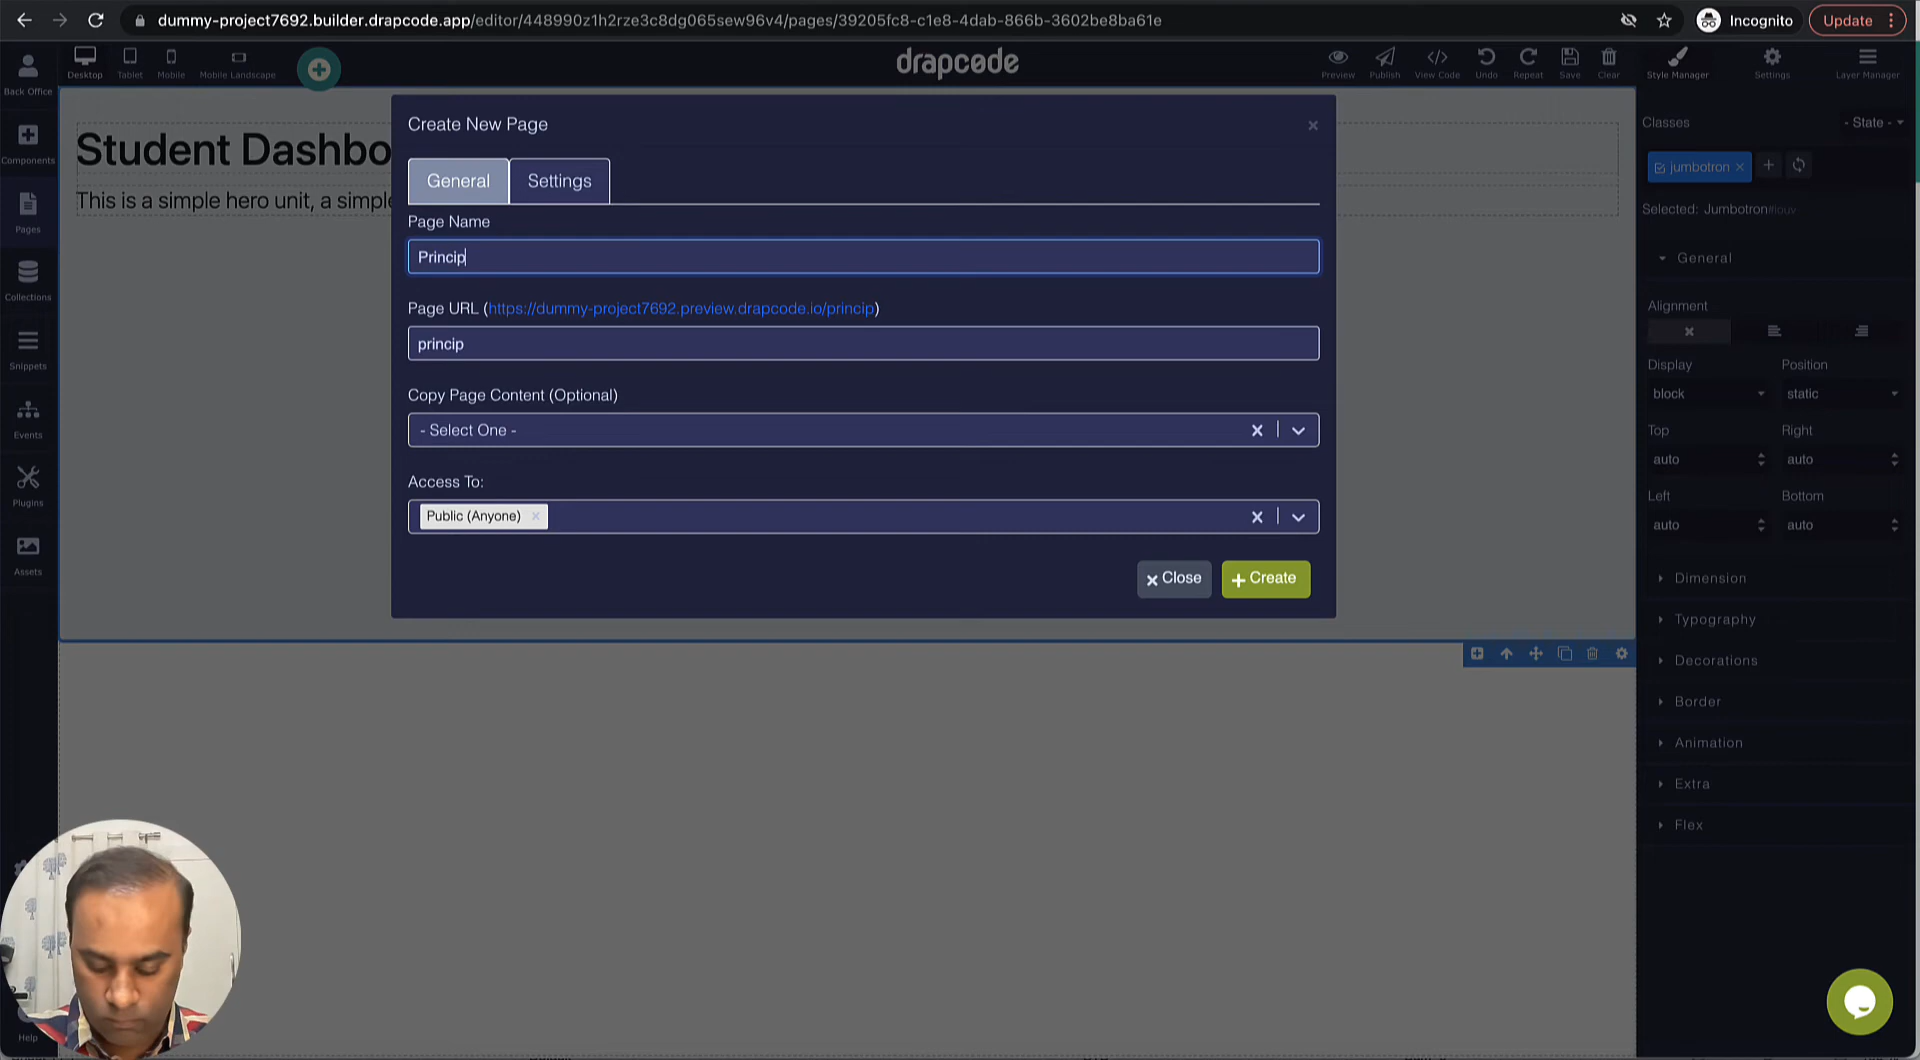 dummy-project7692.builder.drapcode.app/editor/448990z1h2rze3c8dg065sew96v4/pages/39205fc8-c1e8-4dab-866b-3602be8ba61e
Incognito
Update
Back Office
Desktop
Tablet
Mobile
Mobile Landscape
drapcode
Preview
Publish
View Code
Undo
Repeat
Save
Clear
Style Manager
Settings
Layer Manager
Components
Pages
Collections
Snippets
Events
Plugins
Assets
Help
Student Dashbo
This is a simple hero unit, a simple
Create New Page
General
Settings
Page Name
Princip
Page URL (https://dummy-project7692.preview.drapcode.io/princip)
princip
Copy Page Content (Optional)
- Select One -
Access To:
Public (Anyone)
Close
Create
Classes
- State -
jumbotron
Selected: Jumbotron#iouv
General
Alignment
Display
Position
block
static
Top
Right
auto
auto
Left
Bottom
auto
auto
Dimension
Typography
Decorations
Border
Animation
Extra
Flex